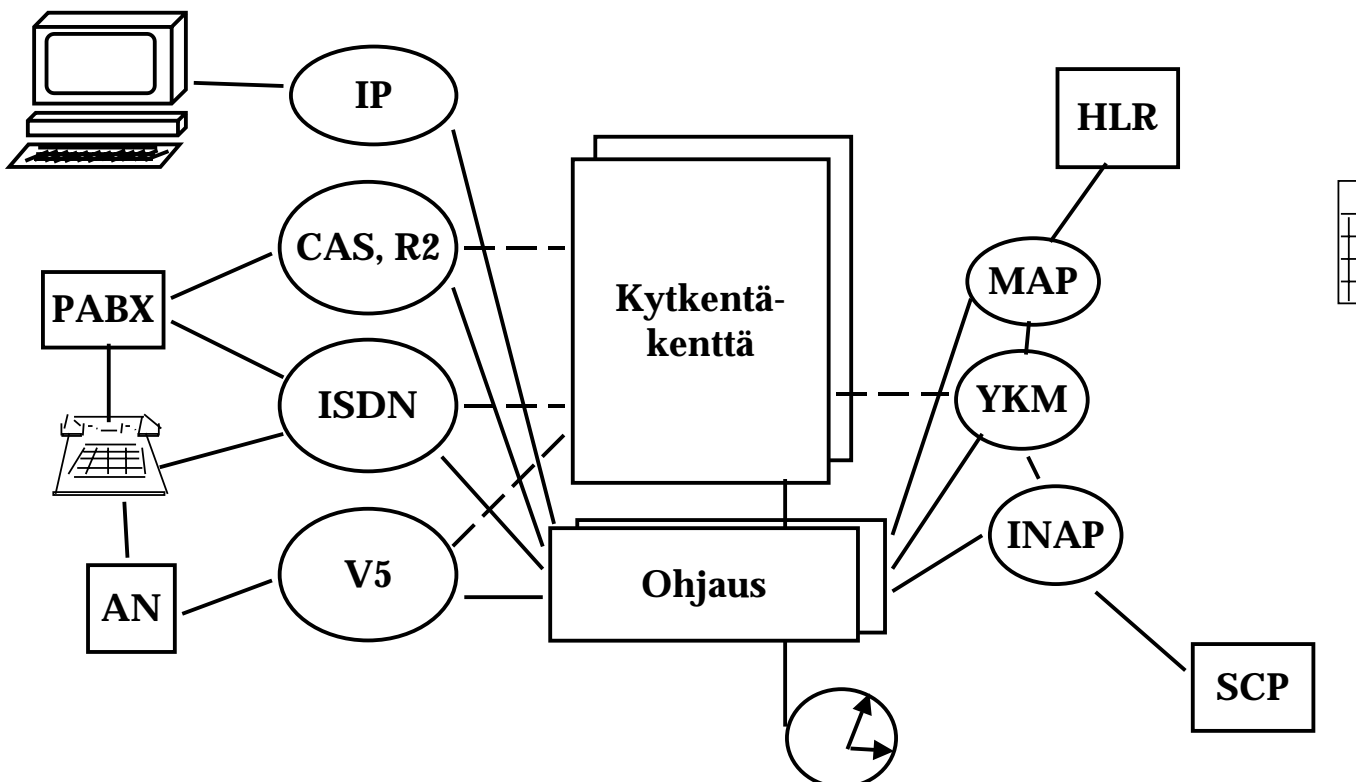 IP
HLR
CAS, R2
MAP
PABX
Kytkentä-
kenttä
ISDN
YKM
INAP
V5
Ohjaus
AN
SCP